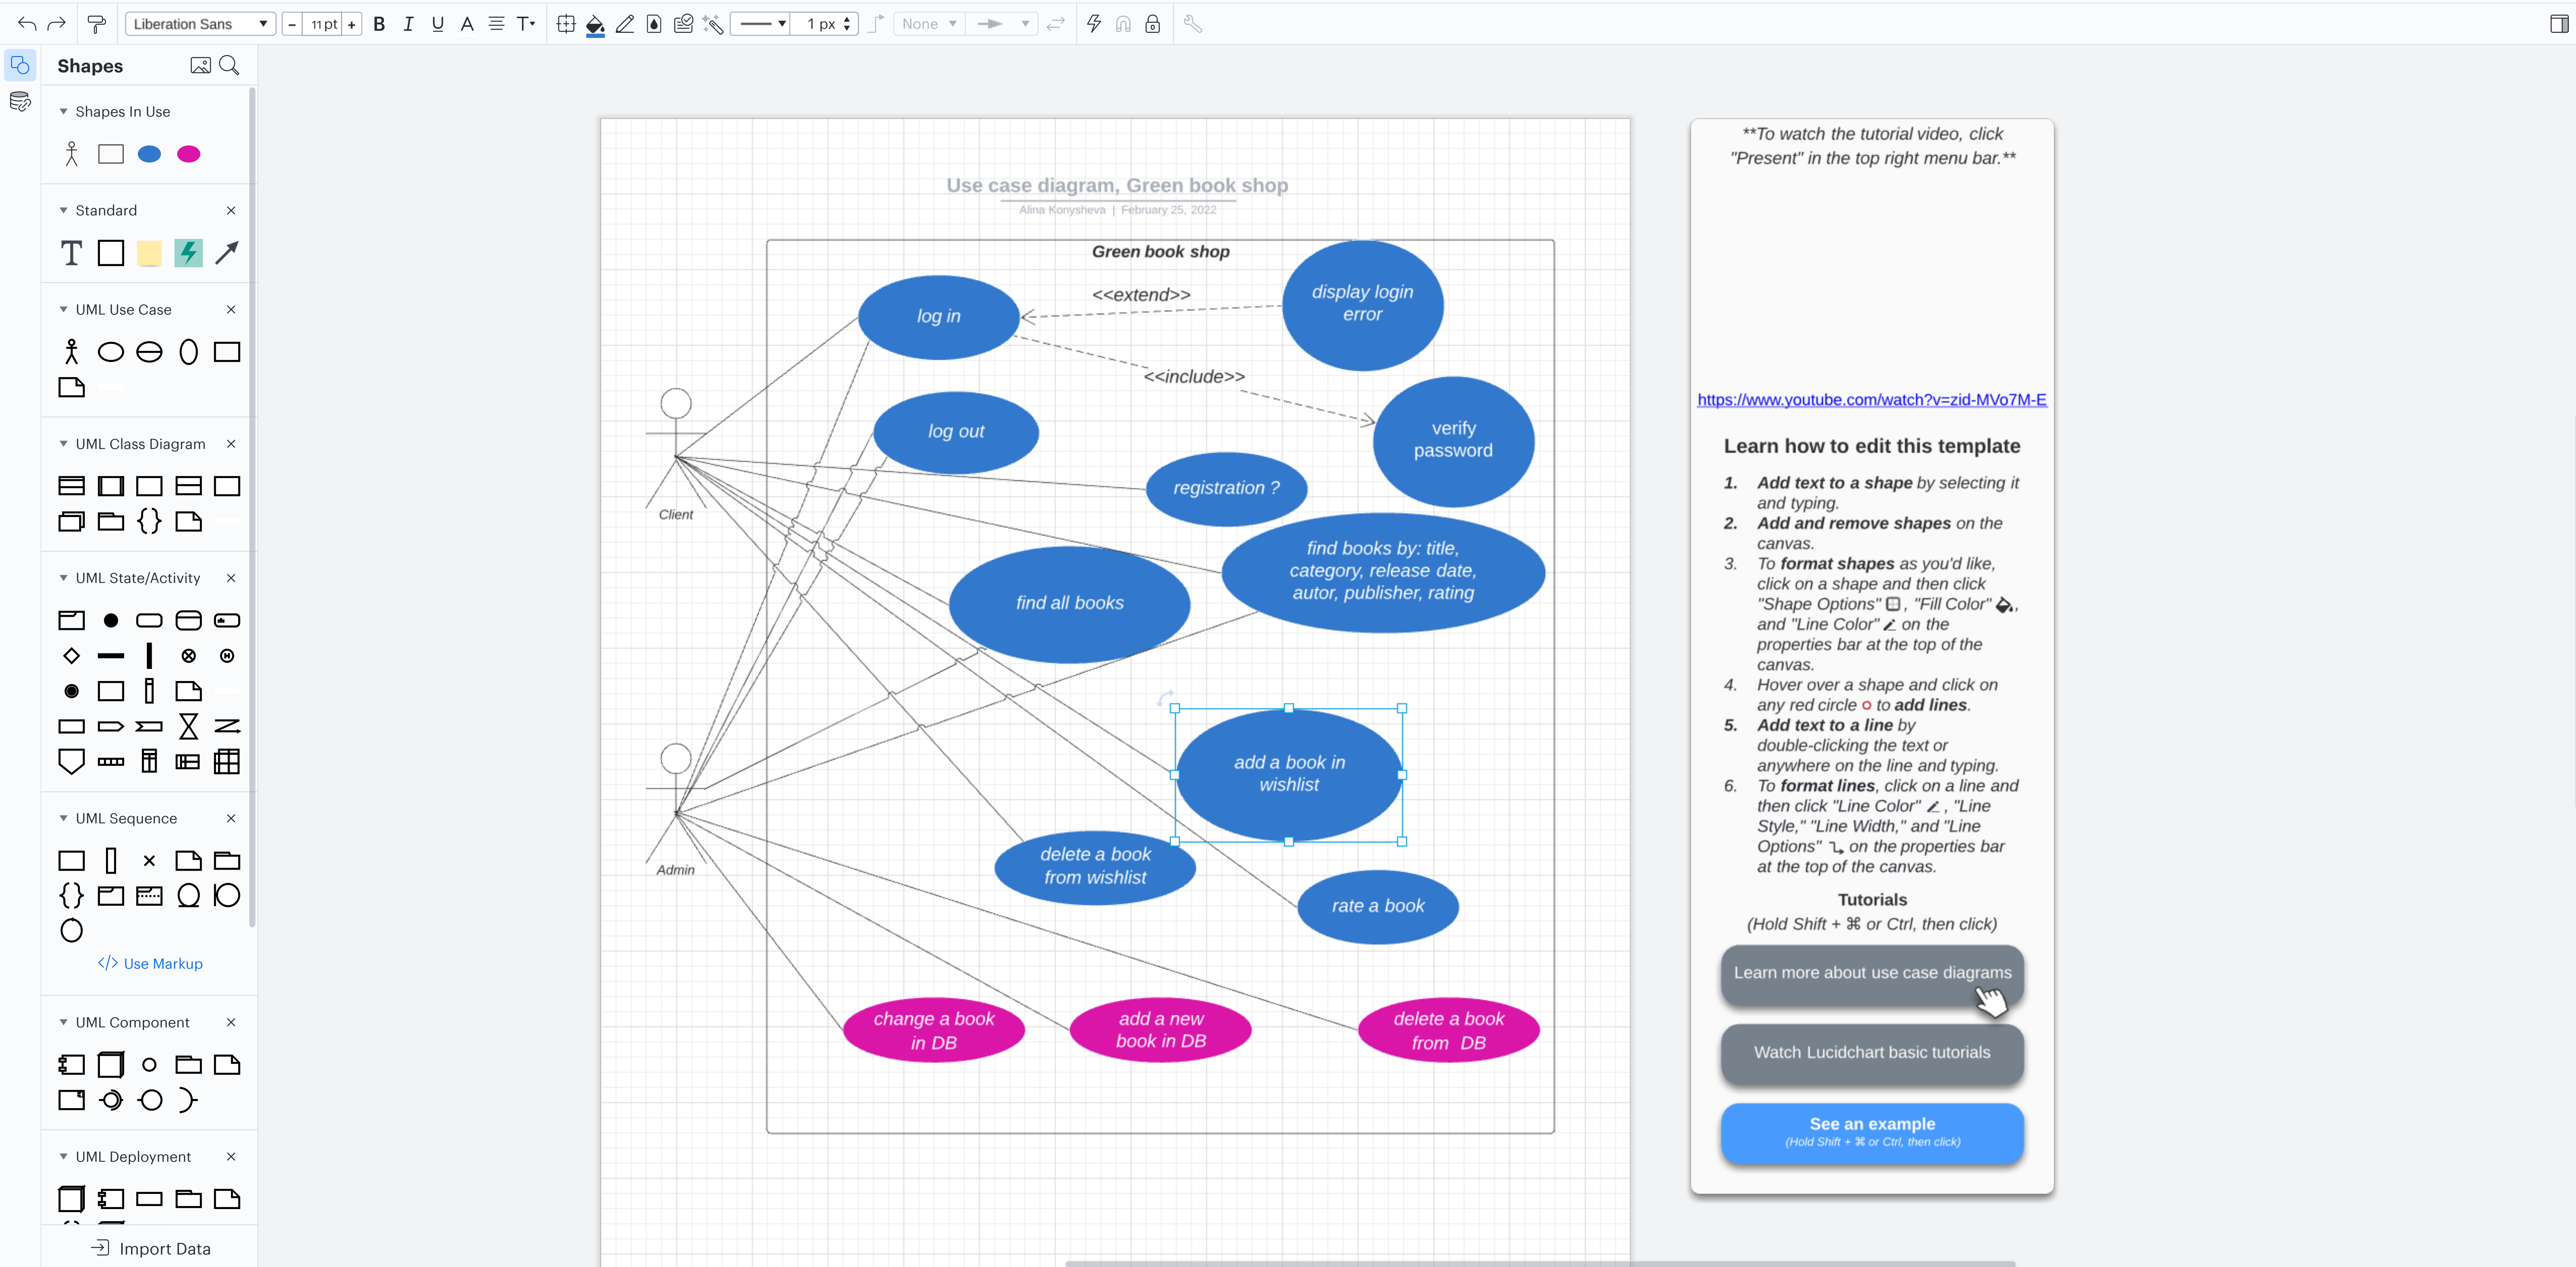 Liberation Sans
− 11 pt +
B I U A T
1 px
None
Shapes
Shapes In Use
Standard
T
UML Use Case
UML Class Diagram
UML State/Activity
UML Sequence
Use Markup
UML Component
UML Deployment
Import Data
Use case diagram, Green book shop
Alina Konysheva | February 25, 2022
Green book shop
log in
<<extend>>
display login
error
<<include>>
log out
verify
password
registration ?
Client
find books by: title,
category, release date,
autor, publisher, rating
find all books
add a book in
wishlist
Admin
delete a book
from wishlist
rate a book
change a book
in DB
add a new
book in DB
delete a book
from DB
**To watch the tutorial video, click
"Present" in the top right menu bar.**
https://www.youtube.com/watch?v=zid-MVo7M-E
Learn how to edit this template
1. Add text to a shape by selecting it
and typing.
2. Add and remove shapes on the
canvas.
3. To format shapes as you'd like,
click on a shape and then click
"Shape Options" , "Fill Color" ,
and "Line Color" on the
properties bar at the top of the
canvas.
4. Hover over a shape and click on
any red circle to add lines.
5. Add text to a line by
double-clicking the text or
anywhere on the line and typing.
6. To format lines, click on a line and
then click "Line Color" , "Line
Style," "Line Width," and "Line
Options" on the properties bar
at the top of the canvas.
Tutorials
(Hold Shift + ⌘ or Ctrl, then click)
Learn more about use case diagrams
Watch Lucidchart basic tutorials
See an example
(Hold Shift + ⌘ or Ctrl, then click)